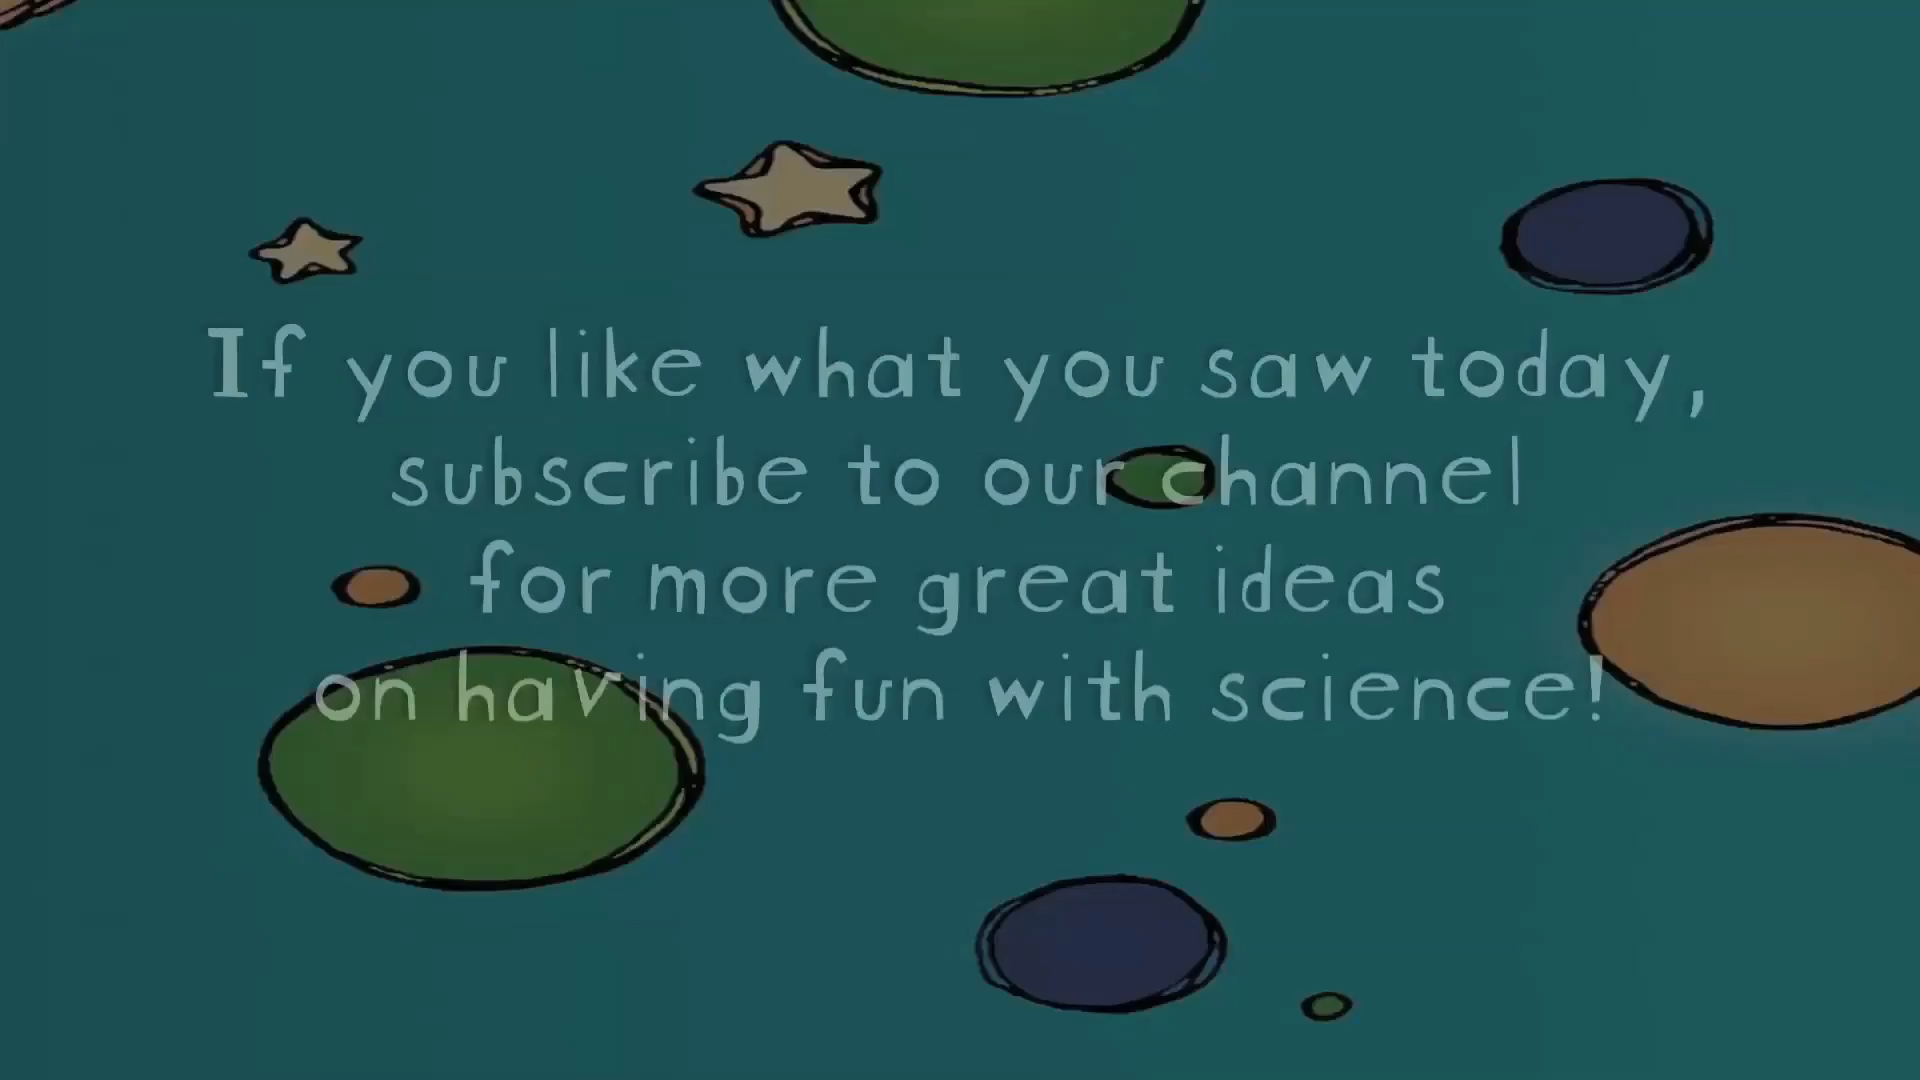 If you like what you saw today,
subscribe to our channel
for more great ideas
on having fun with science!